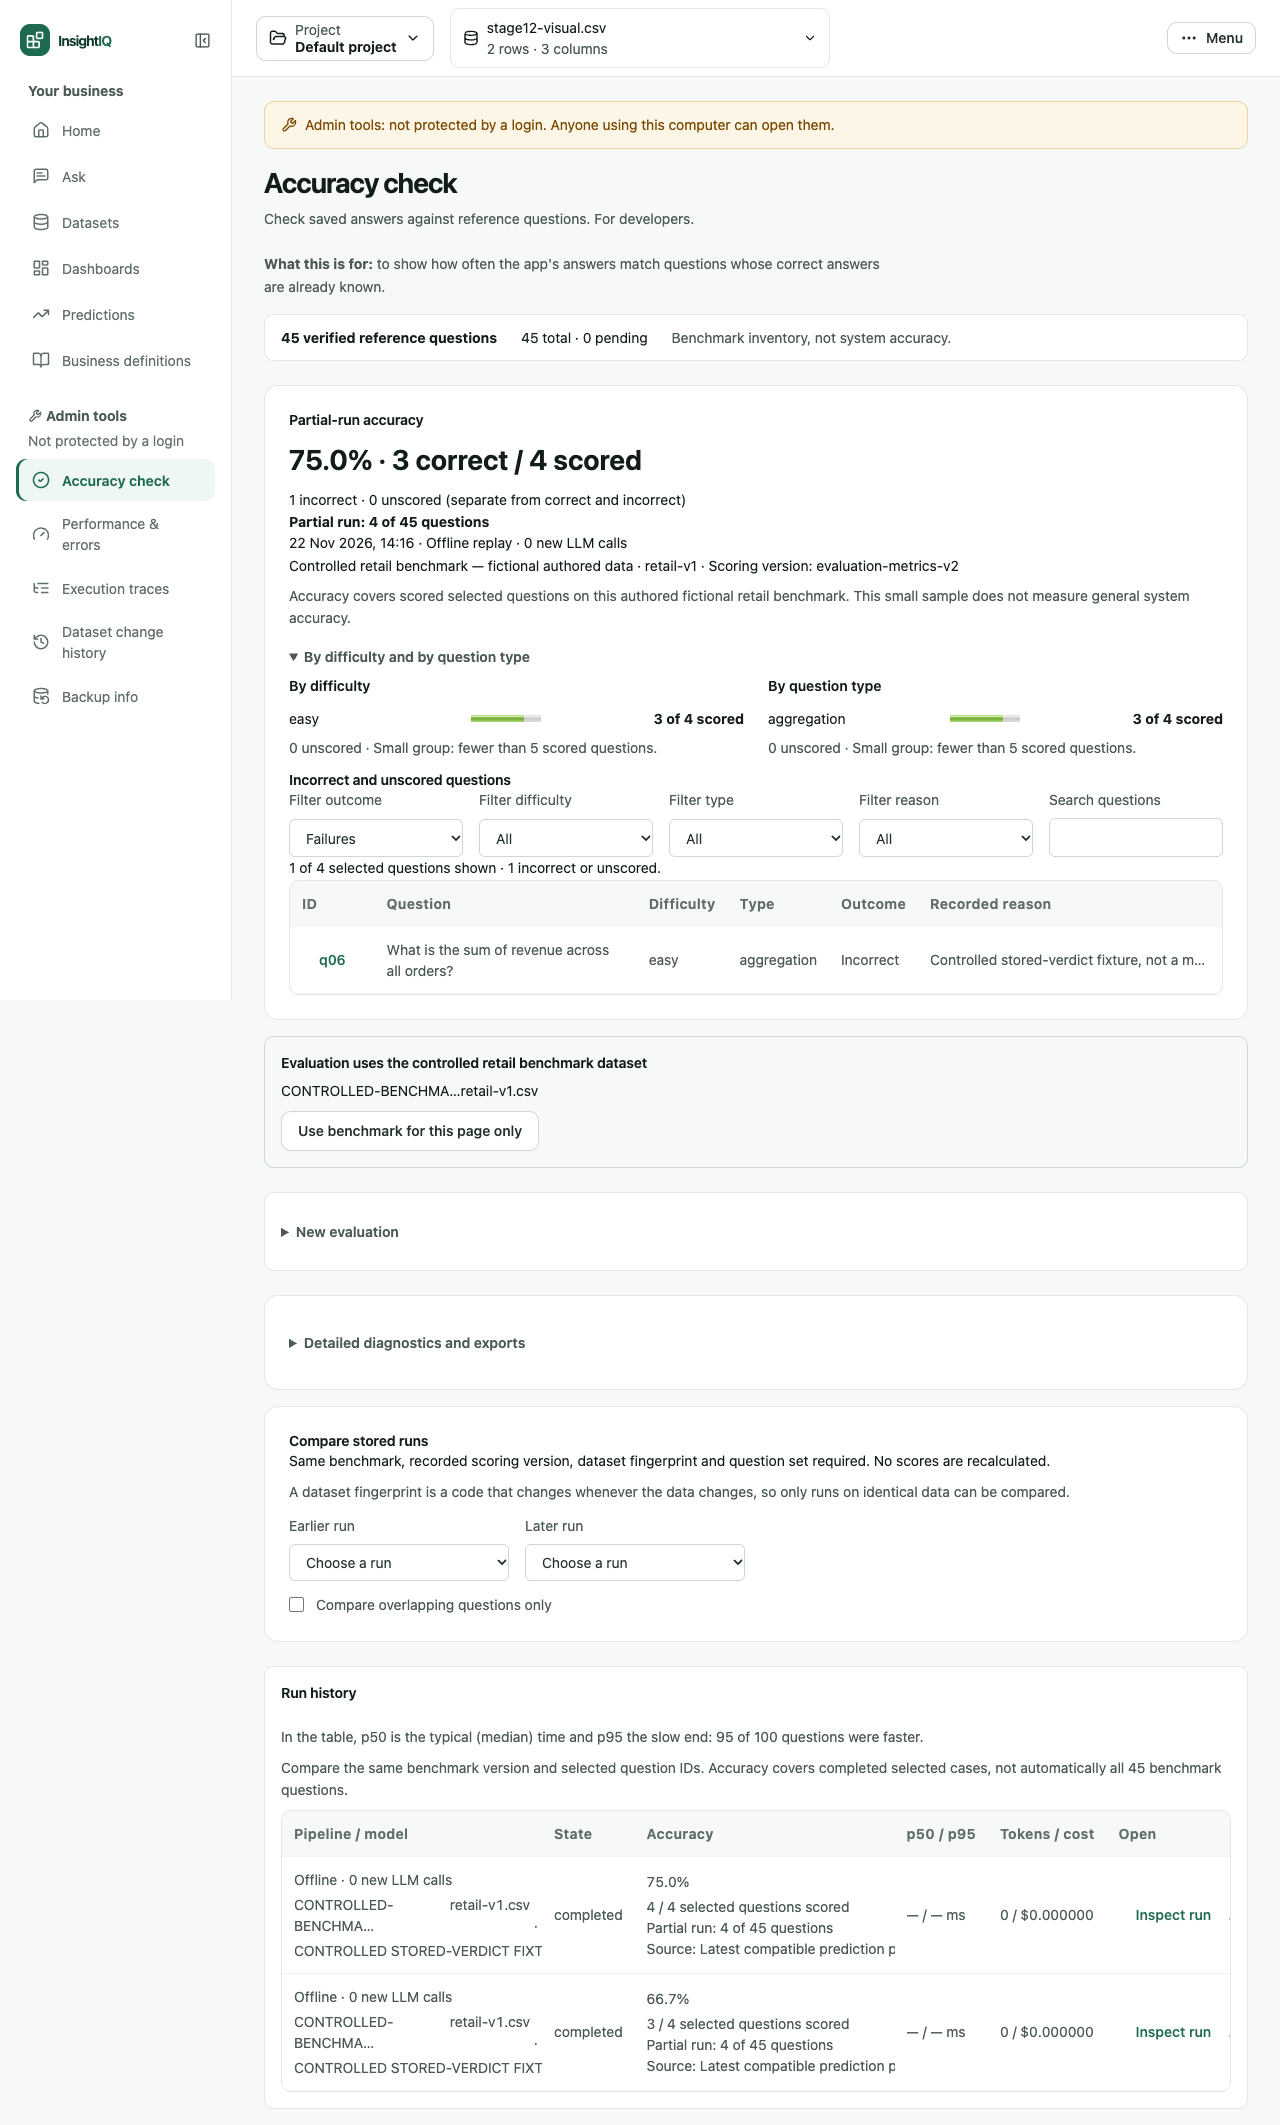 InsightIQ
Project
Default project
stage12-visual.csv
2 rows · 3 columns
Menu
Your business
Home
Ask
Datasets
Dashboards
Predictions
Business definitions
Admin tools
Not protected by a login
Accuracy check
Performance &
errors
Execution traces
Dataset change
history
Backup info
Admin tools: not protected by a login. Anyone using this computer can open them.
Accuracy check
Check saved answers against reference questions. For developers.
What this is for: to show how often the app's answers match questions whose correct answers
are already known.
45 verified reference questions 45 total · 0 pending Benchmark inventory, not system accuracy.
Partial-run accuracy
75.0% · 3 correct / 4 scored
1 incorrect · 0 unscored (separate from correct and incorrect)
Partial run: 4 of 45 questions
22 Nov 2026, 14:16 · Offline replay · 0 new LLM calls
Controlled retail benchmark — fictional authored data · retail-v1 · Scoring version: evaluation-metrics-v2
Accuracy covers scored selected questions on this authored fictional retail benchmark. This small sample does not measure general system
accuracy.
▼ By difficulty and by question type
By difficulty
easy 3 of 4 scored
0 unscored · Small group: fewer than 5 scored questions.
By question type
aggregation 3 of 4 scored
0 unscored · Small group: fewer than 5 scored questions.
Incorrect and unscored questions
Filter outcome Filter difficulty Filter type Filter reason Search questions
Failures All All All
1 of 4 selected questions shown · 1 incorrect or unscored.
ID Question Difficulty Type Outcome Recorded reason
q06 What is the sum of revenue across easy aggregation Incorrect Controlled stored-verdict fixture, not a m...
all orders?
Evaluation uses the controlled retail benchmark dataset
CONTROLLED-BENCHMA...retail-v1.csv
Use benchmark for this page only
▶ New evaluation
▶ Detailed diagnostics and exports
Compare stored runs
Same benchmark, recorded scoring version, dataset fingerprint and question set required. No scores are recalculated.
A dataset fingerprint is a code that changes whenever the data changes, so only runs on identical data can be compared.
Earlier run Later run
Choose a run Choose a run
Compare overlapping questions only
Run history
In the table, p50 is the typical (median) time and p95 the slow end: 95 of 100 questions were faster.
Compare the same benchmark version and selected question IDs. Accuracy covers completed selected cases, not automatically all 45 benchmark
questions.
Pipeline / model State Accuracy p50 / p95 Tokens / cost Open
Offline · 0 new LLM calls
CONTROLLED- retail-v1.csv
BENCHMA... ·
CONTROLLED STORED-VERDICT FIXT
completed
75.0%
4 / 4 selected questions scored
Partial run: 4 of 45 questions
Source: Latest compatible prediction p
— / — ms
0 / $0.000000
Inspect run
Offline · 0 new LLM calls
CONTROLLED- retail-v1.csv
BENCHMA... ·
CONTROLLED STORED-VERDICT FIXT
completed
66.7%
3 / 4 selected questions scored
Partial run: 4 of 45 questions
Source: Latest compatible prediction p
— / — ms
0 / $0.000000
Inspect run